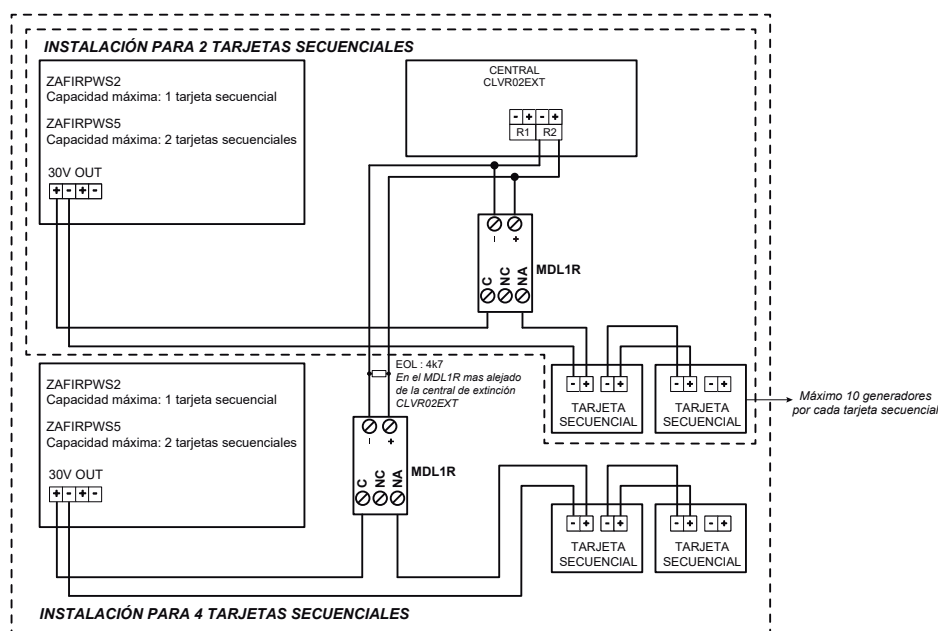 INSTALACIÓN PARA 2 TARJETAS SECUENCIALES
ZAFIRPWS2
Capacidad máxima: 1 tarjeta secuencial
ZAFIRPWS5
Capacidad máxima: 2 tarjetas secuenciales
30V OUT
+ - + -
CENTRAL
CLVR02EXT
- + - +
R1 R2
- +
MDL1R
C NC NA
- + - +
TARJETA
SECUENCIAL
- + - +
TARJETA
SECUENCIAL
Máximo 10 generadores
por cada tarjeta secuencial
ZAFIRPWS2
Capacidad máxima: 1 tarjeta secuencial
ZAFIRPWS5
Capacidad máxima: 2 tarjetas secuenciales
30V OUT
+ - + -
EOL : 4k7
En el MDL1R mas alejado
de la central de extinción
CLVR02EXT
- +
MDL1R
C NC NA
- + - +
TARJETA
SECUENCIAL
- + - +
TARJETA
SECUENCIAL
INSTALACIÓN PARA 4 TARJETAS SECUENCIALES